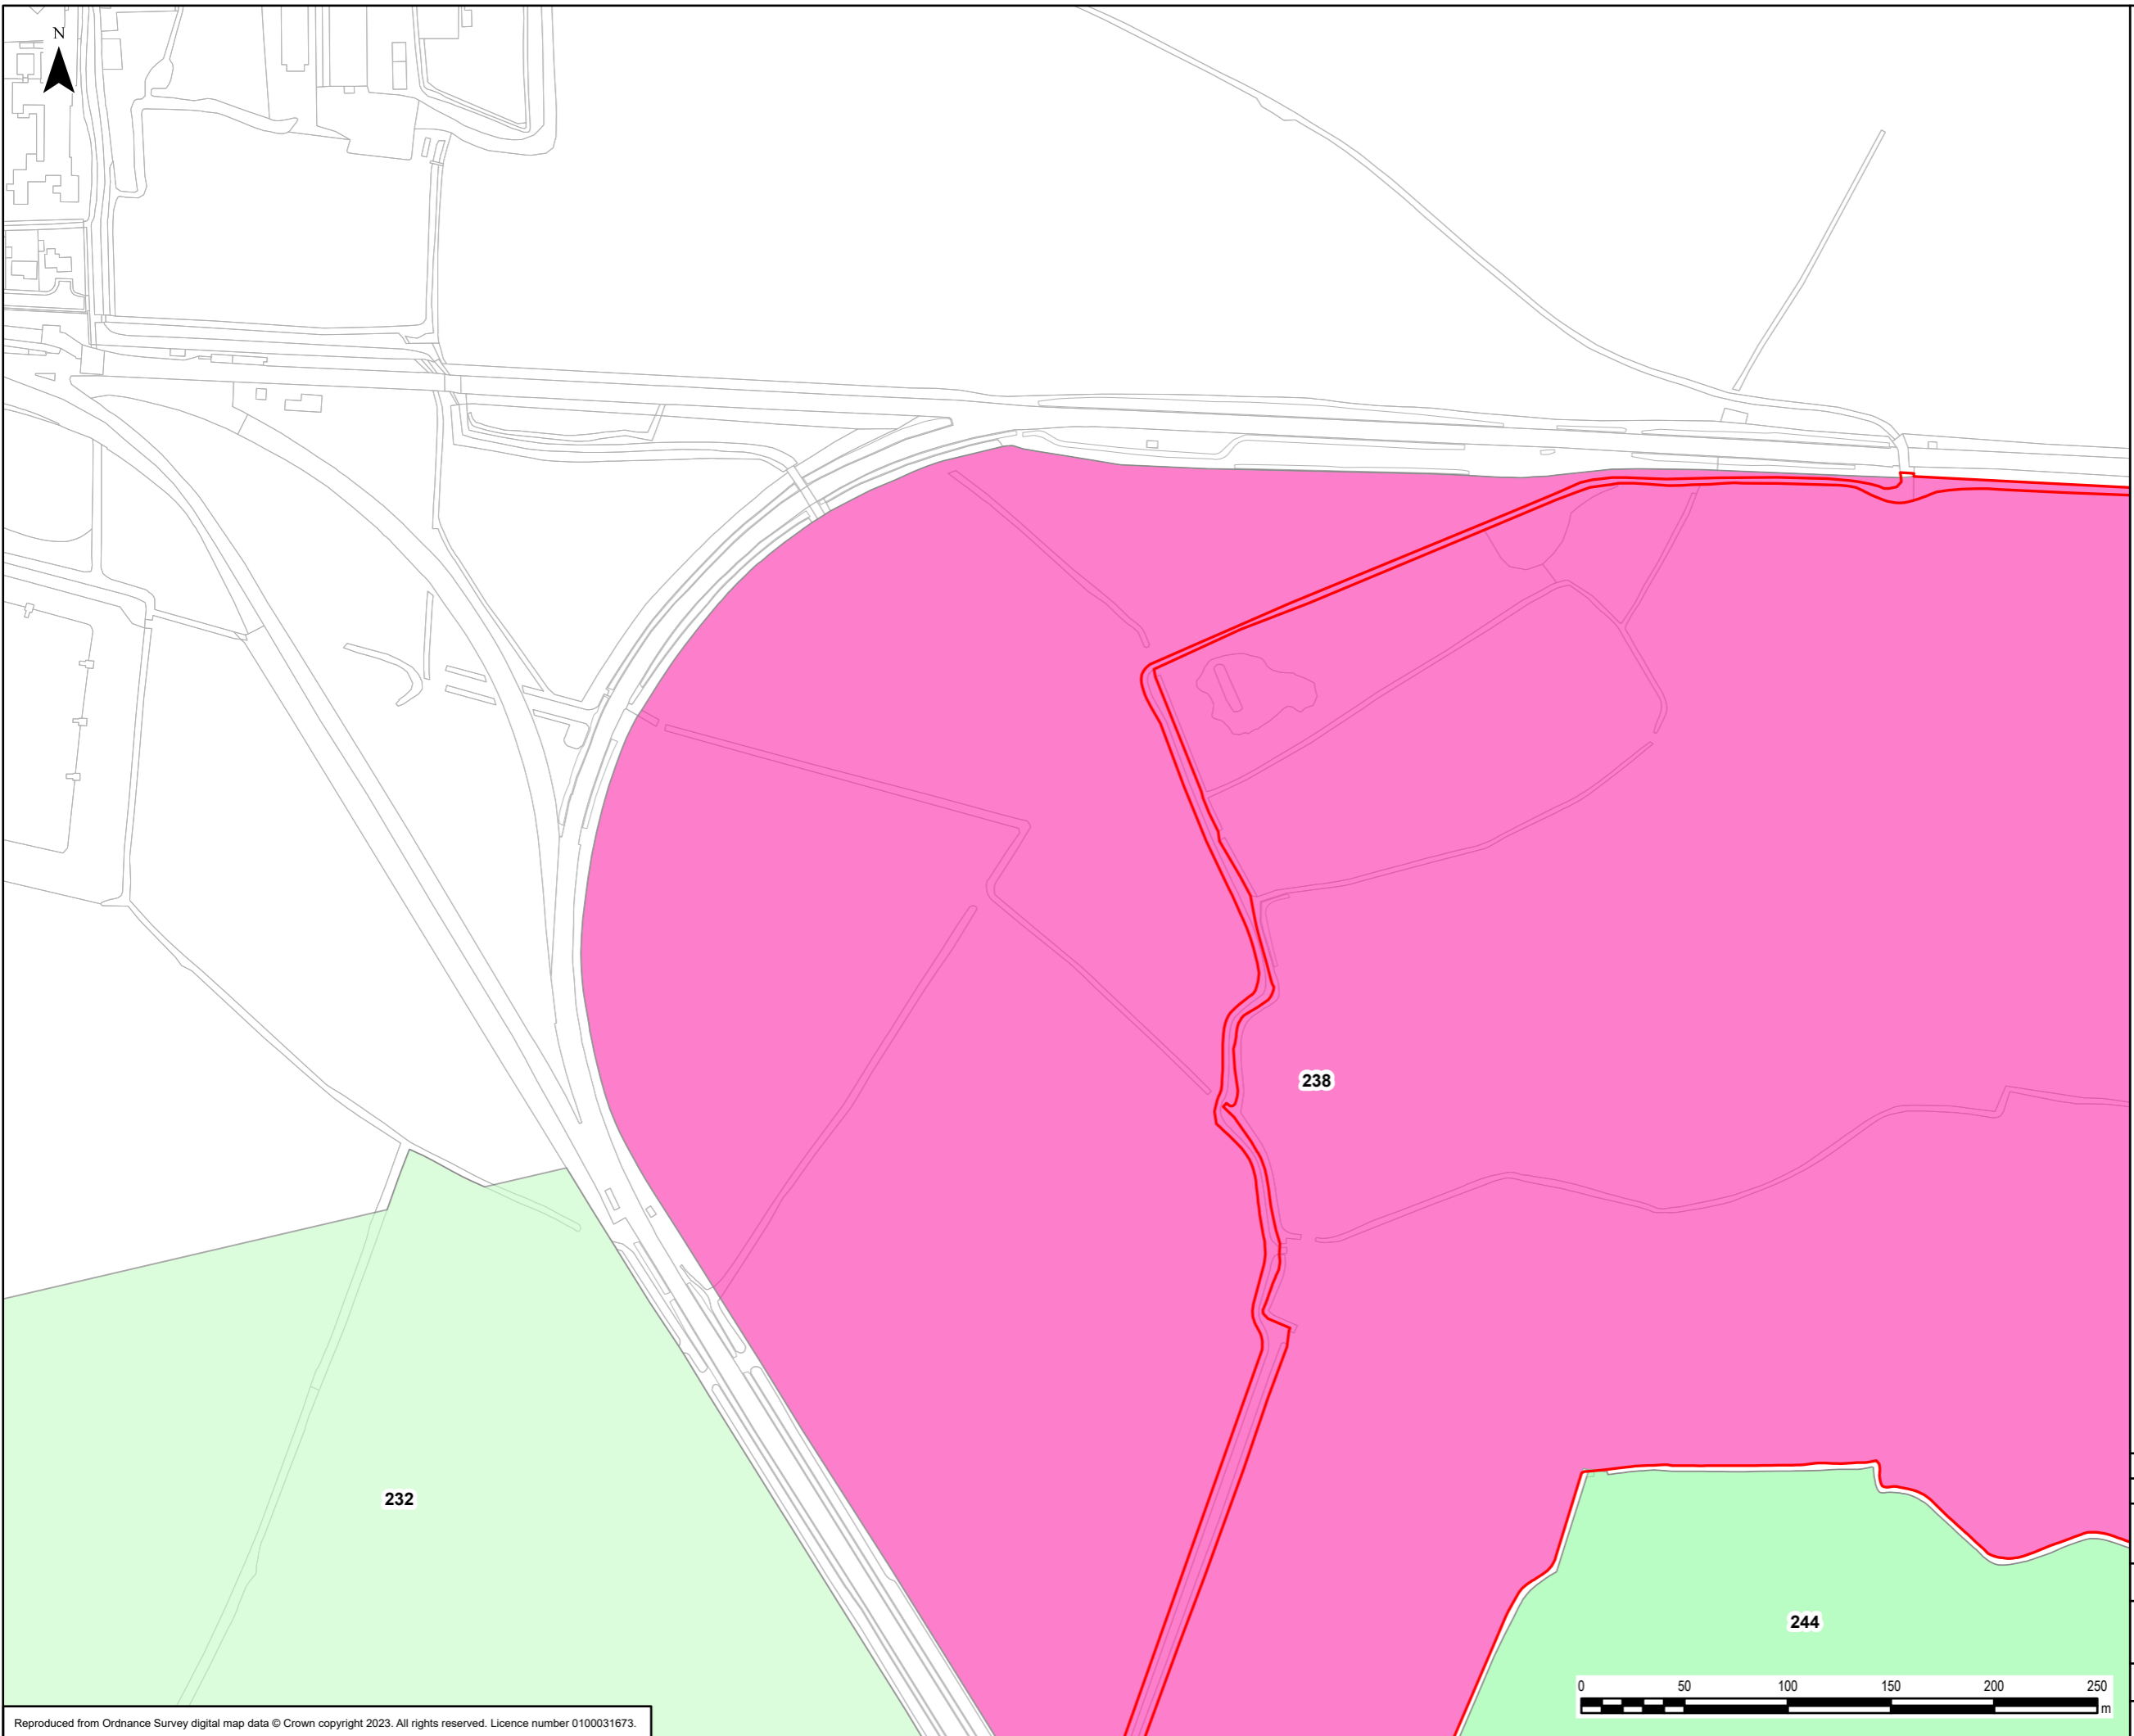 N
238
232
244
0 50 100 150 200 250
m
Reproduced from Ordnance Survey digital map data © Crown copyright 2023. All rights reserved. Licence number 0100031673.